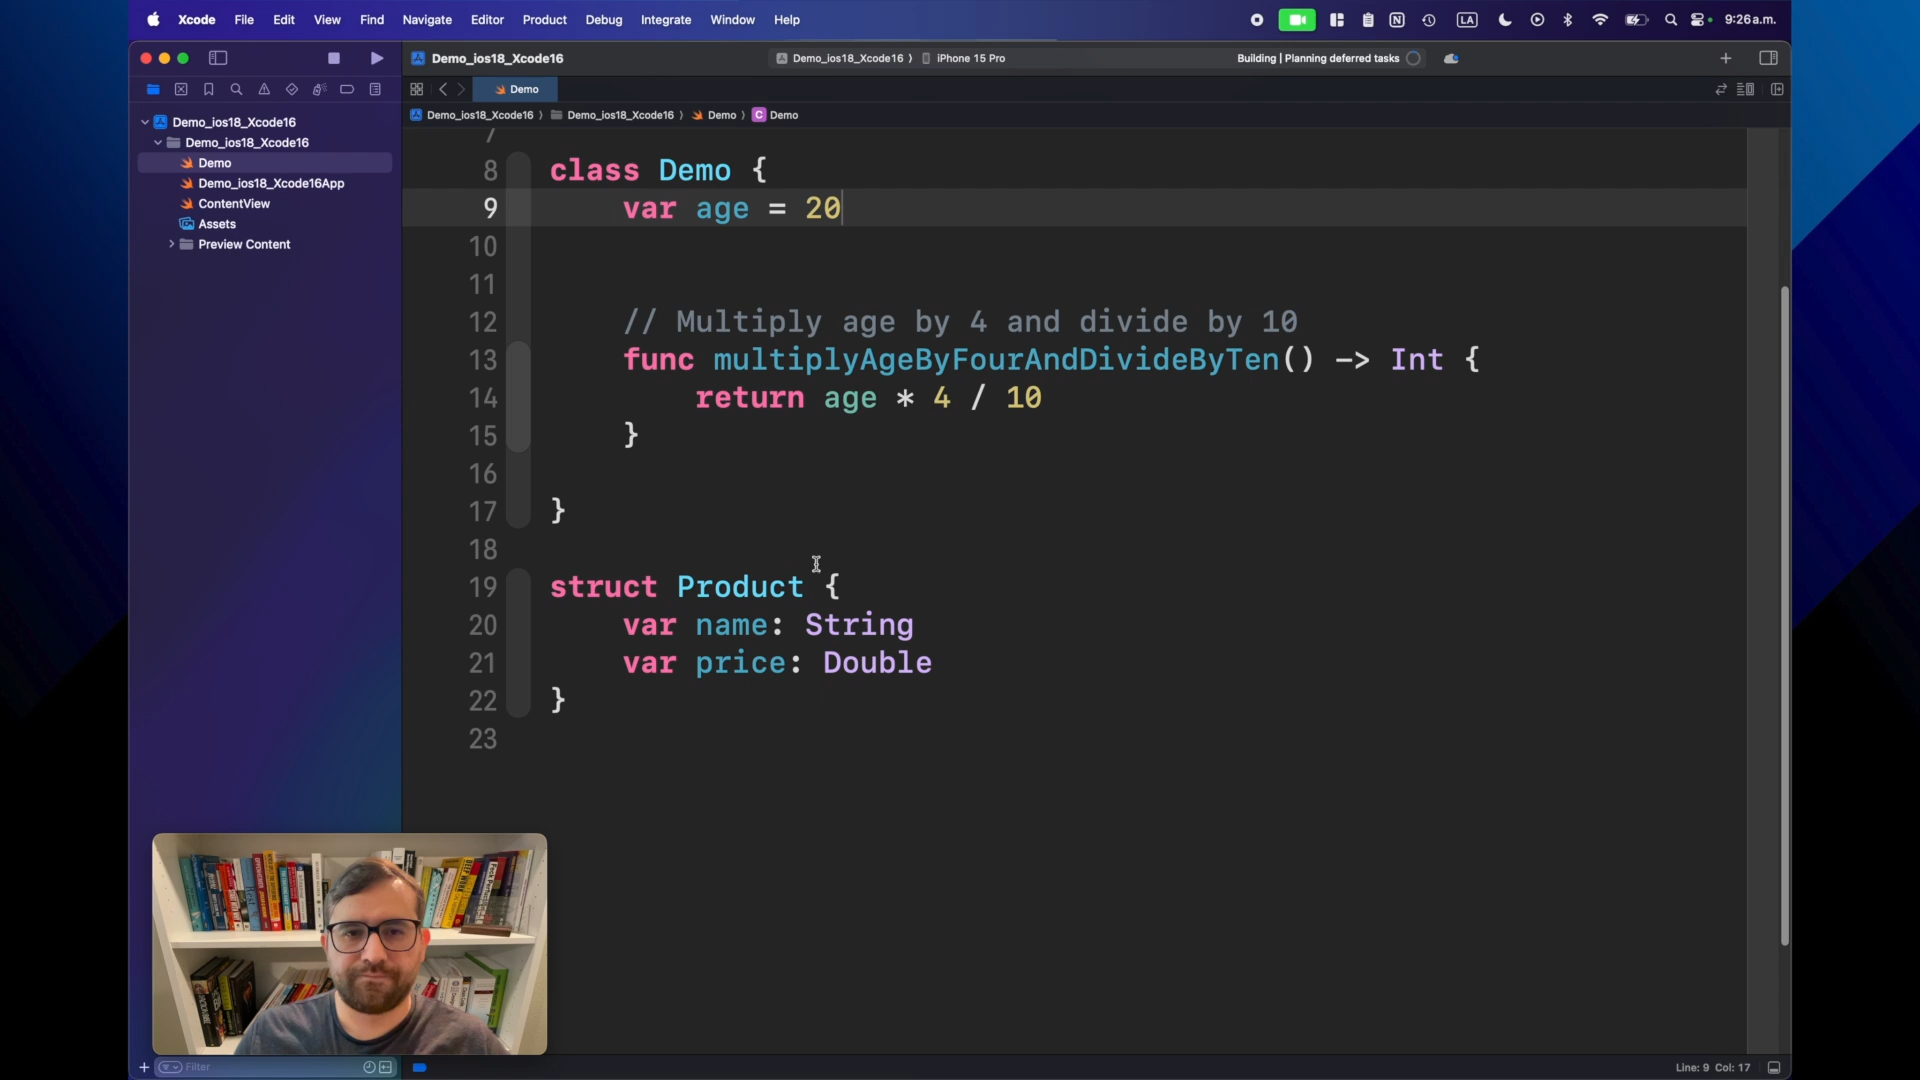 Xcode File Edit View Find Navigate Editor Product Debug Integrate Window Help LA 9:26 a.m.
Demo_ios18_Xcode16 Demo_ios18_Xcode16 iPhone 15 Pro Building | Planning deferred tasks
Demo
Demo_ios18_Xcode16 Demo_ios18_Xcode16 Demo C Demo
Demo_ios18_Xcode16
Demo_ios18_Xcode16
Demo
Demo_ios18_Xcode16App
ContentView
Assets
Preview Content
7
8 class Demo {
9 var age = 20
10
11
12 // Multiply age by 4 and divide by 10
13 func multiplyAgeByFourAndDivideByTen() -> Int {
14 return age * 4 / 10
15 }
16
17 }
18
19 struct Product {
20 var name: String
21 var price: Double
22 }
23
DEEP WORK
Filter
Line: 9 Col: 17